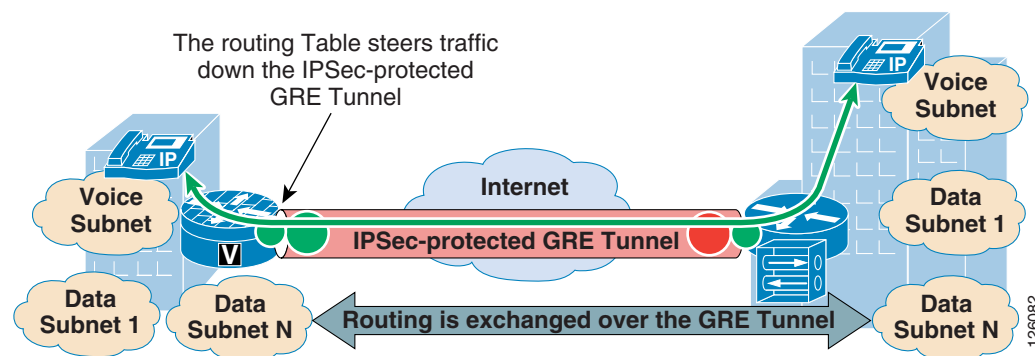 The routing Table steers traffic
down the IPSec-protected
GRE Tunnel
IP
Voice
Subnet
IP
Voice
Subnet
Internet
Data
Subnet 1
IPSec-protected GRE Tunnel
V
Data
Subnet 1
Data
Subnet N
Routing is exchanged over the GRE Tunnel
Data
Subnet N
126082